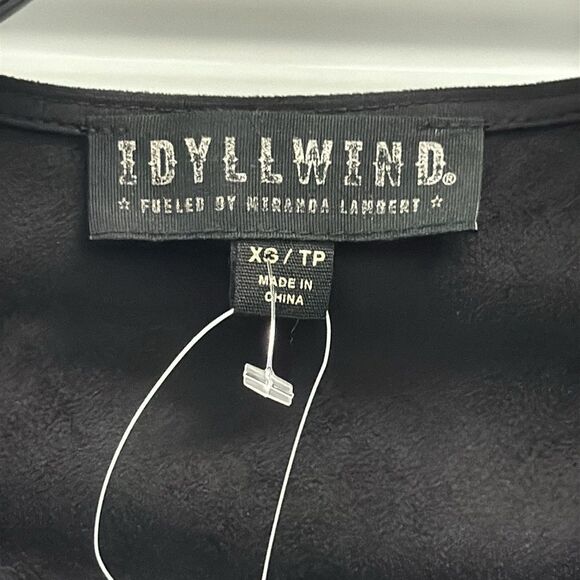 IDYLLWIND®
★ FUELED BY MIRANDA LAMBERT ★
XS / TP
MADE IN
CHINA